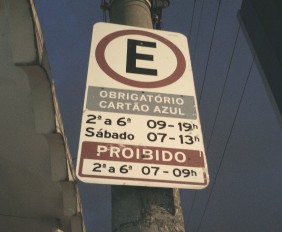 E
OBRIGATÓRIO
CARTÃO AZUL
2ª a 6ª 09-19h
Sábado 07-13h
PROIBIDO
2ª a 6ª 07-09h